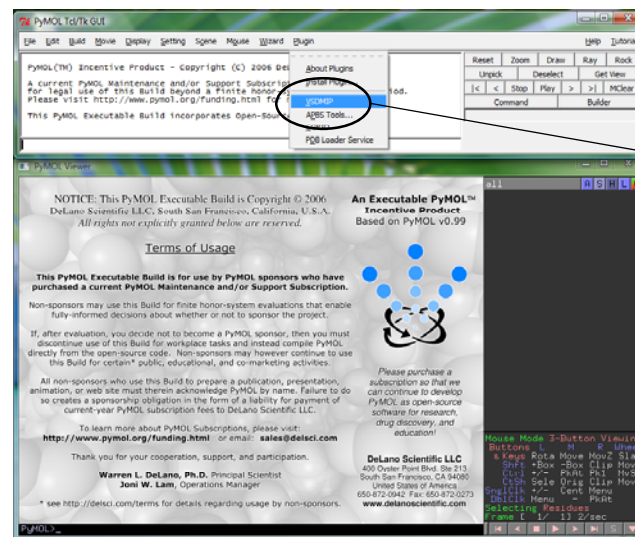 PyMOL Tcl/Tk GUI
File Edit Build Movie Display Setting Scene Mouse Wizard Plugin Help Tutorial
PyMOL(TM) Incentive Product - Copyright (C) 2006
A current PyMOL Maintenance and/or Support
for legal use of this Build beyond a finite
Please visit http://www.pymol.org/funding.html for
This PyMOL Executable Build incorporates
About Plugins
Install Plugin
VSDMIP
APBS Tools...
PDB Loader Service
Reset Zoom Draw Ray Rock
Unpick Deselect Get View
|< < Stop Play > >| MClear
Command Builder
PyMOL Viewer
NOTICE: This PyMOL Executable Build is Copyright © 2006
DeLano Scientific LLC, South San Francisco, California, U.S.A.
All rights not explicitly granted below are reserved.
Terms of Usage
This PyMOL Executable Build is for use by PyMOL sponsors who have
purchased a current PyMOL Maintenance and/or Support Subscription.
Non-sponsors may use this Build for finite honor-system evaluations that enable
fully-informed decisions about whether or not to sponsor the project.
If, after evaluation, you decide not to become a PyMOL sponsor, then you must
discontinue use of this Build for workplace tasks and instead compile PyMOL
directly from the open-source code. Non-sponsors may however continue to use
this Build for certain* public, educational, and co-marketing activities.
All non-sponsors who use this Build to prepare a publication, presentation,
animation, or web site must therein acknowledge PyMOL by name. Failure to do
so creates a sponsorship obligation in the form of a liability for payment of
current-year PyMOL subscription fees to DeLano Scientific LLC.
To learn more about PyMOL Subscriptions, please visit:
http://www.pymol.org/funding.html or email: sales@delsci.com
Thank you for your cooperation, support, and participation.
Warren L. DeLano, Ph.D. Principal Scientist
Joni W. Lam, Operations Manager
* see http://delsci.com/terms for details regarding usage of delsci terms.
An Executable PyMOL™
Incentive Product
Based on PyMOL v0.99
Please purchase a
subscription so that we
can continue to develop
PyMOL as open-source
software for research,
drug discovery, and
education!
DeLano Scientific LLC
400 Oyster Point Blvd. Ste 213
South San Francisco, CA 94080
United States of America
650-872-0942 Fax: 650-872-0273
www.delanoscientific.com
all A S H L
Mouse Mode 3-Button Viewin
Buttons L M R Whee
& Keys Rota Move MovZ Sla
Shft +Box -Box Clip Mov
Ctrl +/- PkAt Pk1 MvS
CtSh Sele Orig Clip Mov
SnglClk +/- Cent Menu
DblClk Menu - PkAt
Selecting Residues
Frame [ 1/ 1] 2/sec
PyMOL>_